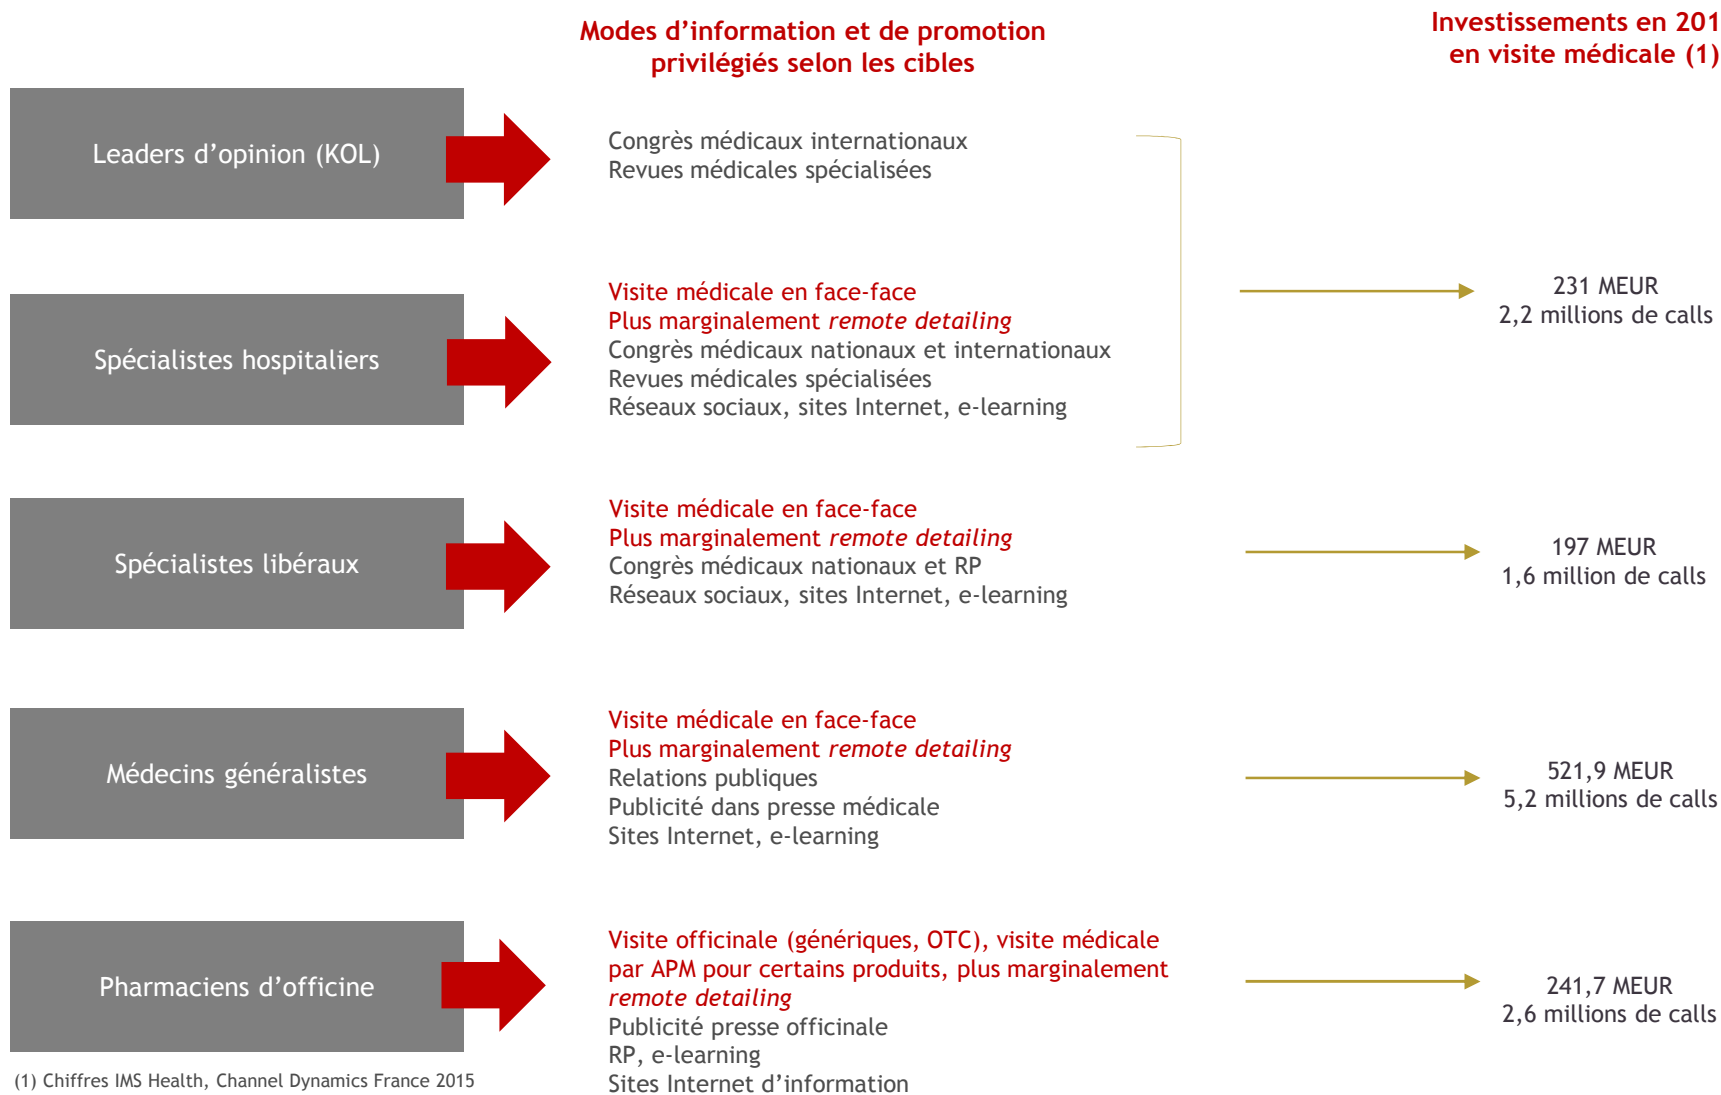 Modes d’information et de promotion
privilégiés selon les cibles
Investissements en 201
en visite médicale (1)
Leaders d’opinion (KOL)
Congrès médicaux internationaux
Revues médicales spécialisées
Spécialistes hospitaliers
Visite médicale en face-face
Plus marginalement remote detailing
Congrès médicaux nationaux et internationaux
Revues médicales spécialisées
Réseaux sociaux, sites Internet, e-learning
231 MEUR
2,2 millions de calls
Spécialistes libéraux
Visite médicale en face-face
Plus marginalement remote detailing
Congrès médicaux nationaux et RP
Réseaux sociaux, sites Internet, e-learning
197 MEUR
1,6 million de calls
Médecins généralistes
Visite médicale en face-face
Plus marginalement remote detailing
Relations publiques
Publicité dans presse médicale
Sites Internet, e-learning
521,9 MEUR
5,2 millions de calls
Pharmaciens d’officine
Visite officinale (génériques, OTC), visite médicale
par APM pour certains produits, plus marginalement
remote detailing
Publicité presse officinale
RP, e-learning
Sites Internet d’information
241,7 MEUR
2,6 millions de calls
(1) Chiffres IMS Health, Channel Dynamics France 2015